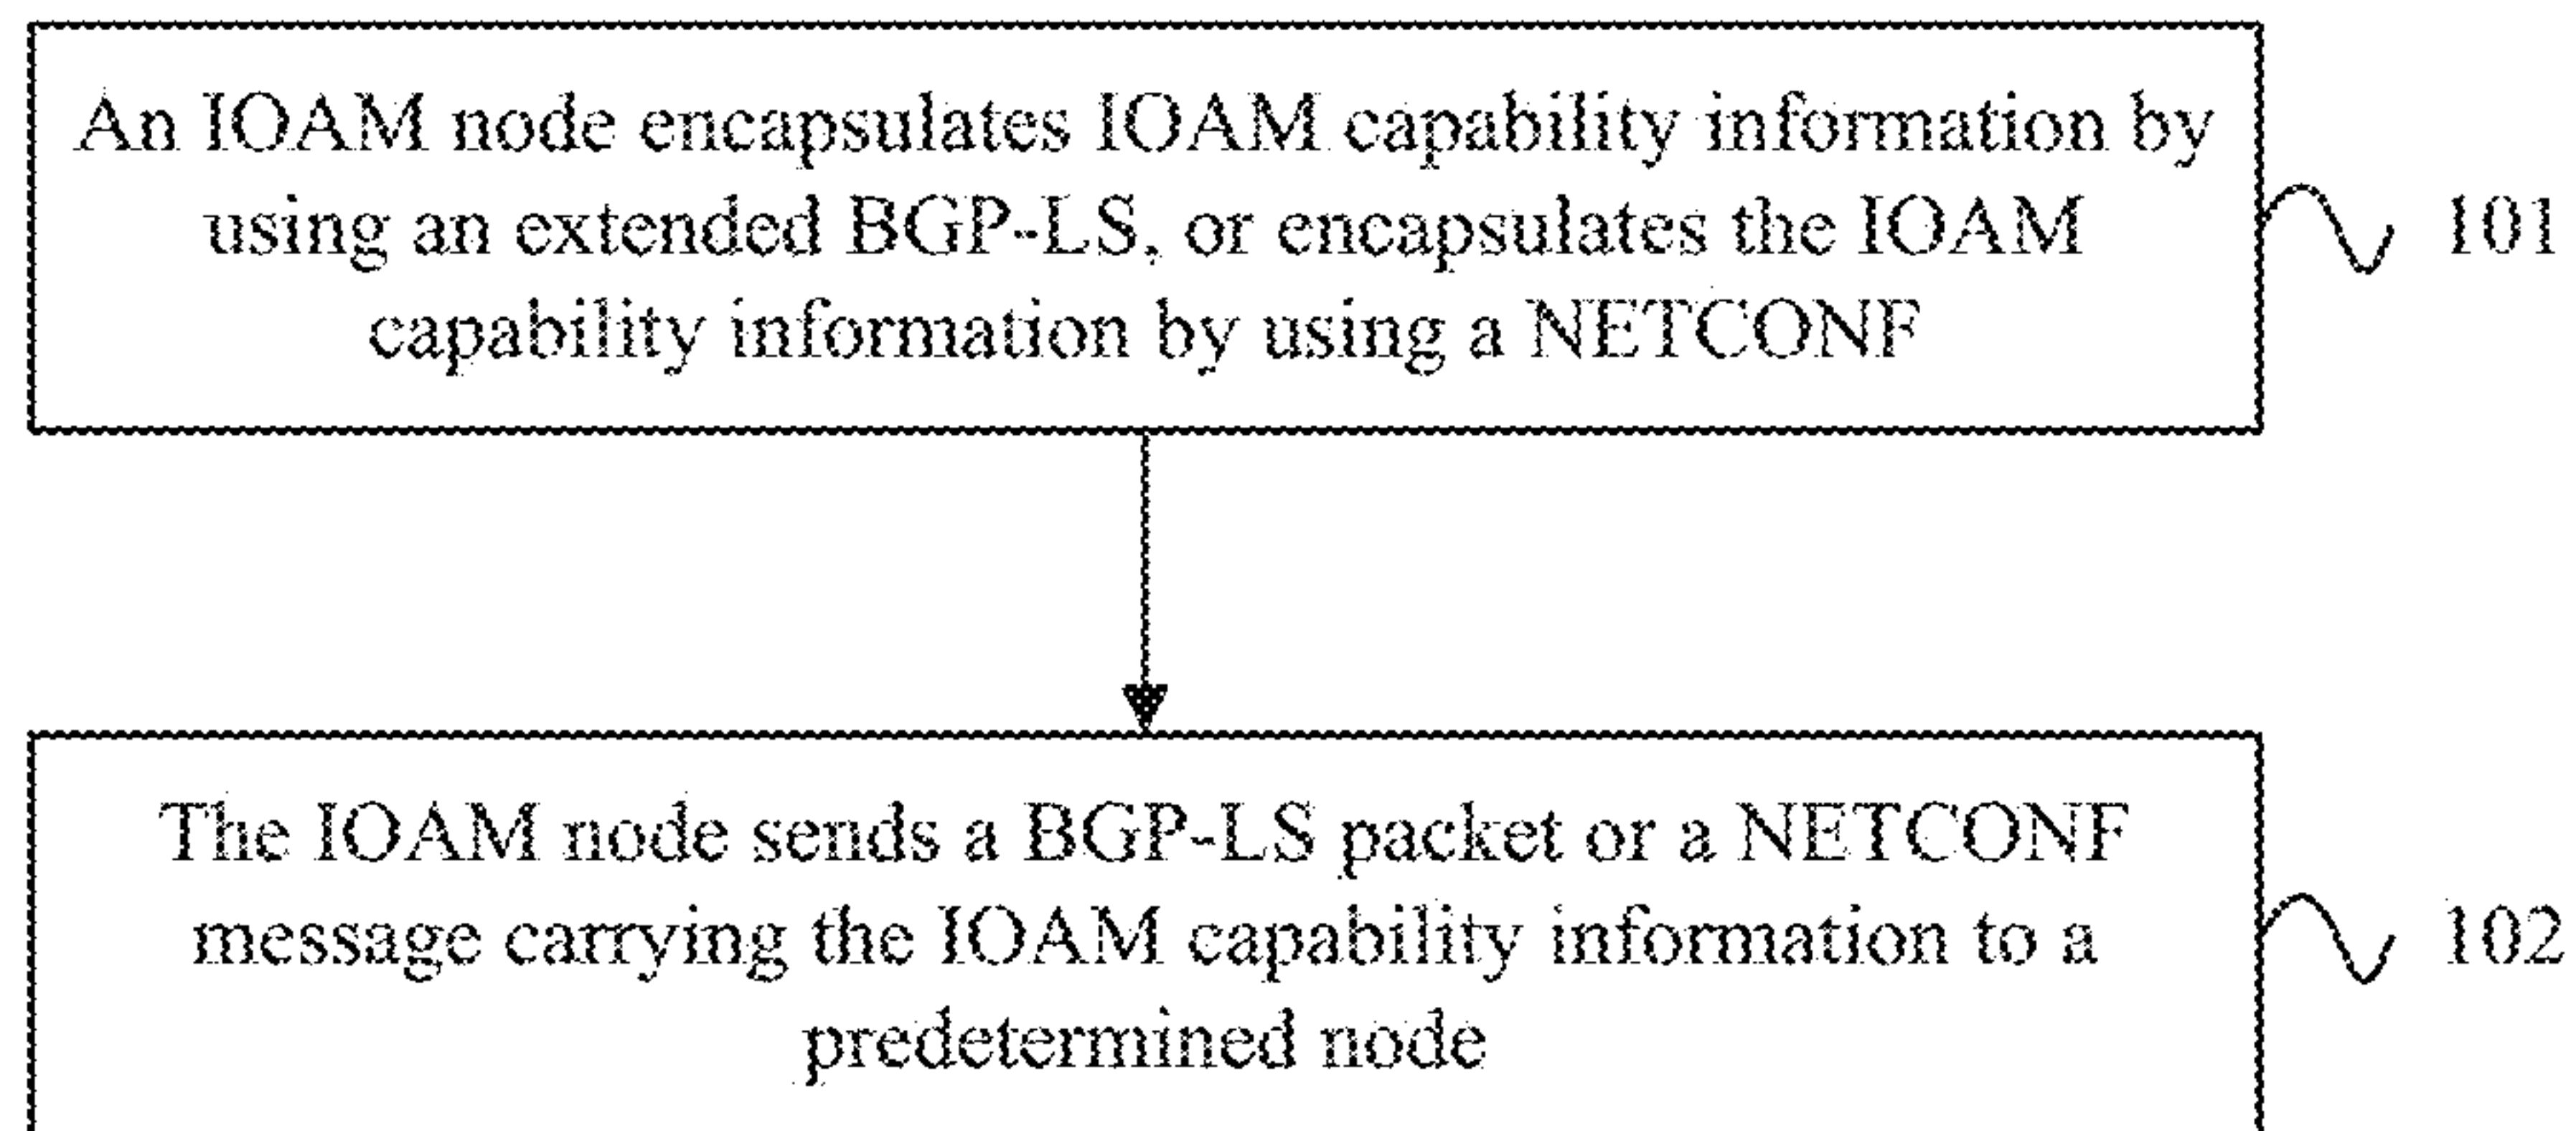 An IOAM node encapsulates IOAM capability information by
using an extended BGP-LS, or encapsulates the IOAM
capability information by using a NETCONF
101
The IOAM node sends a BGP-LS packet or a NETCONF
message carrying the IOAM capability information to a
predetermined node
102